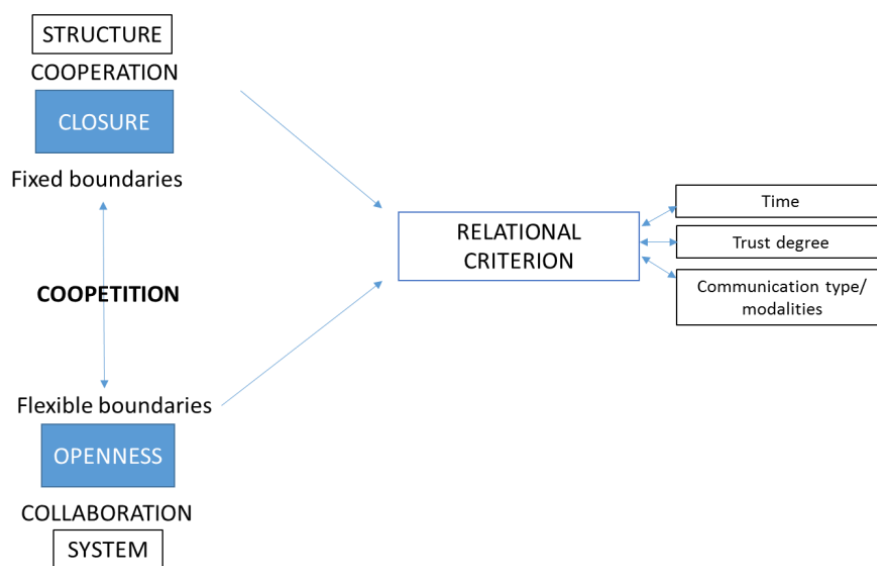 STRUCTURE
COOPERATION
CLOSURE
Fixed boundaries
COOPETITION
Flexible boundaries
OPENNESS
COLLABORATION
SYSTEM
RELATIONAL
CRITERION
Time
Trust degree
Communication type/
modalities